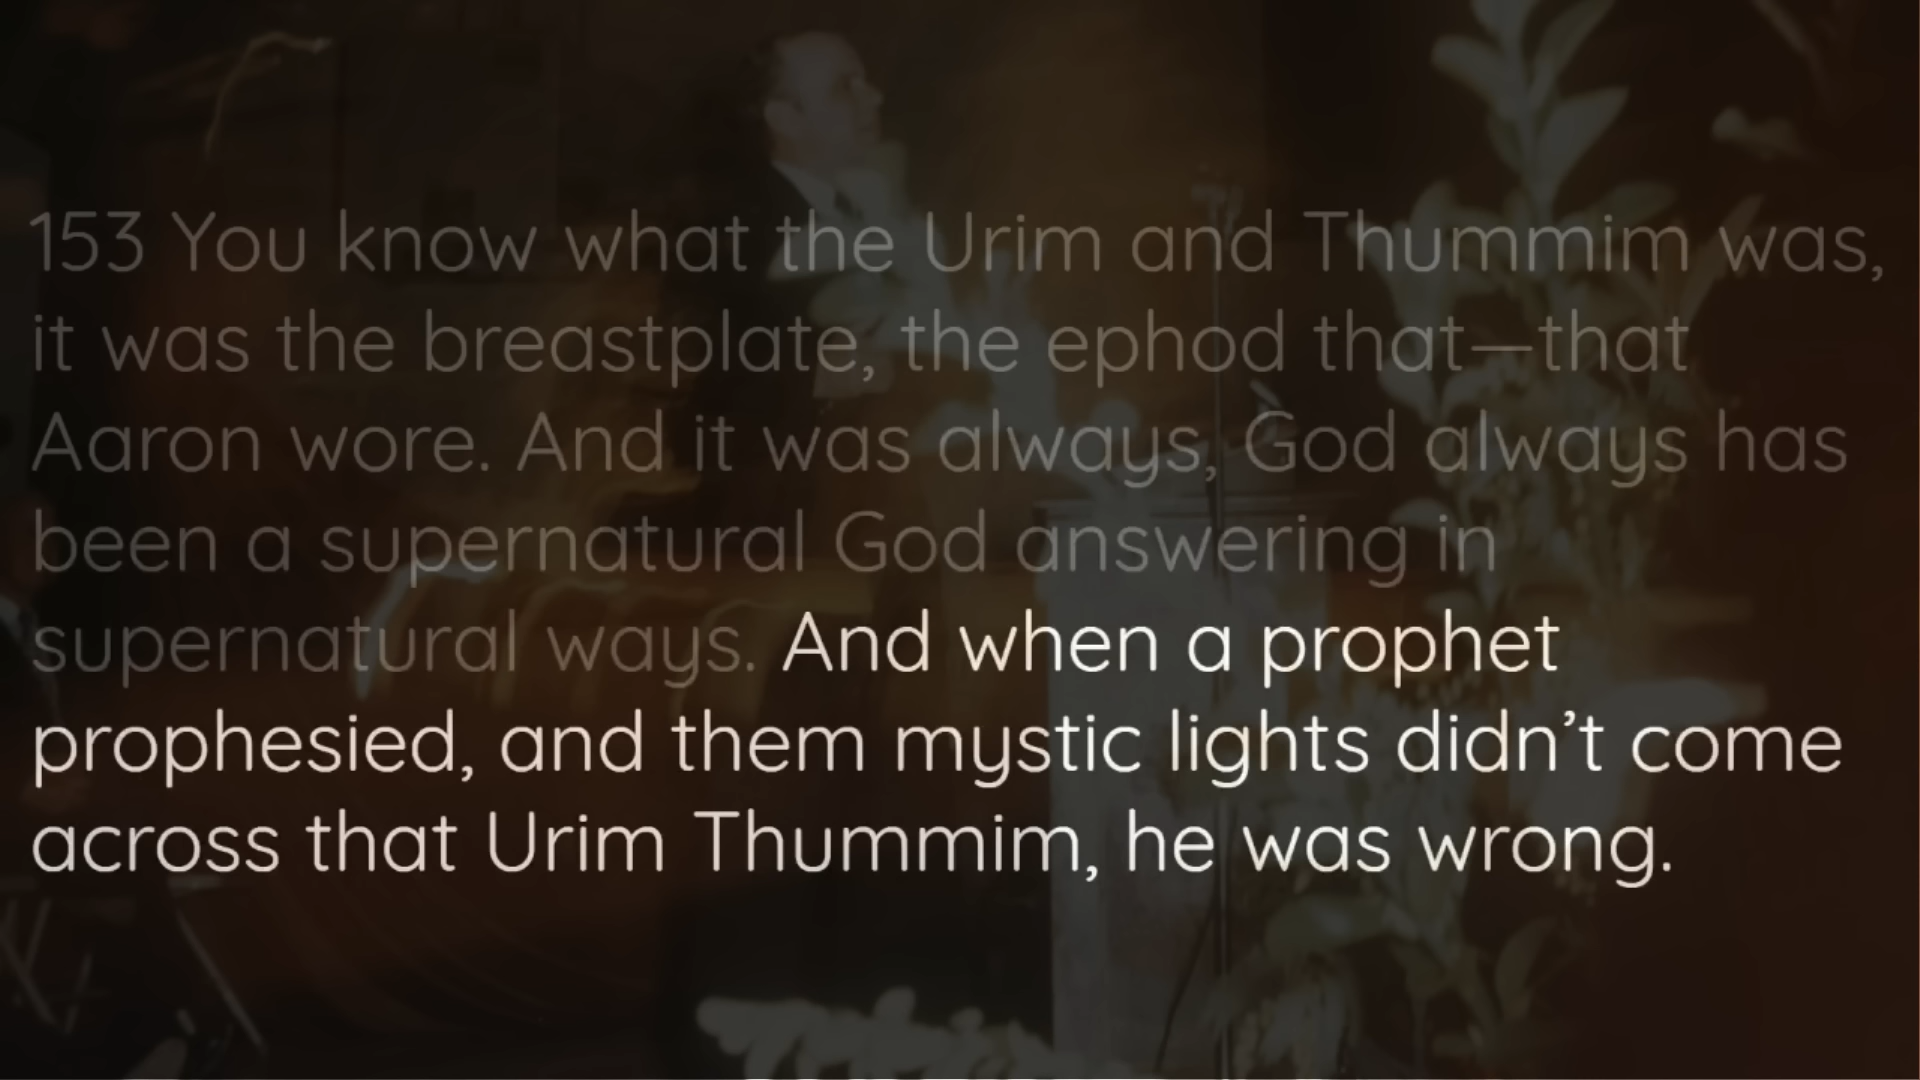 153 You know what the Urim and Thummim was,
it was the breastplate, the ephod that—that
Aaron wore. And it was always, God always has
been a supernatural God answering in
supernatural ways. And when a prophet
prophesied, and them mystic lights didn’t come
across that Urim Thummim, he was wrong.